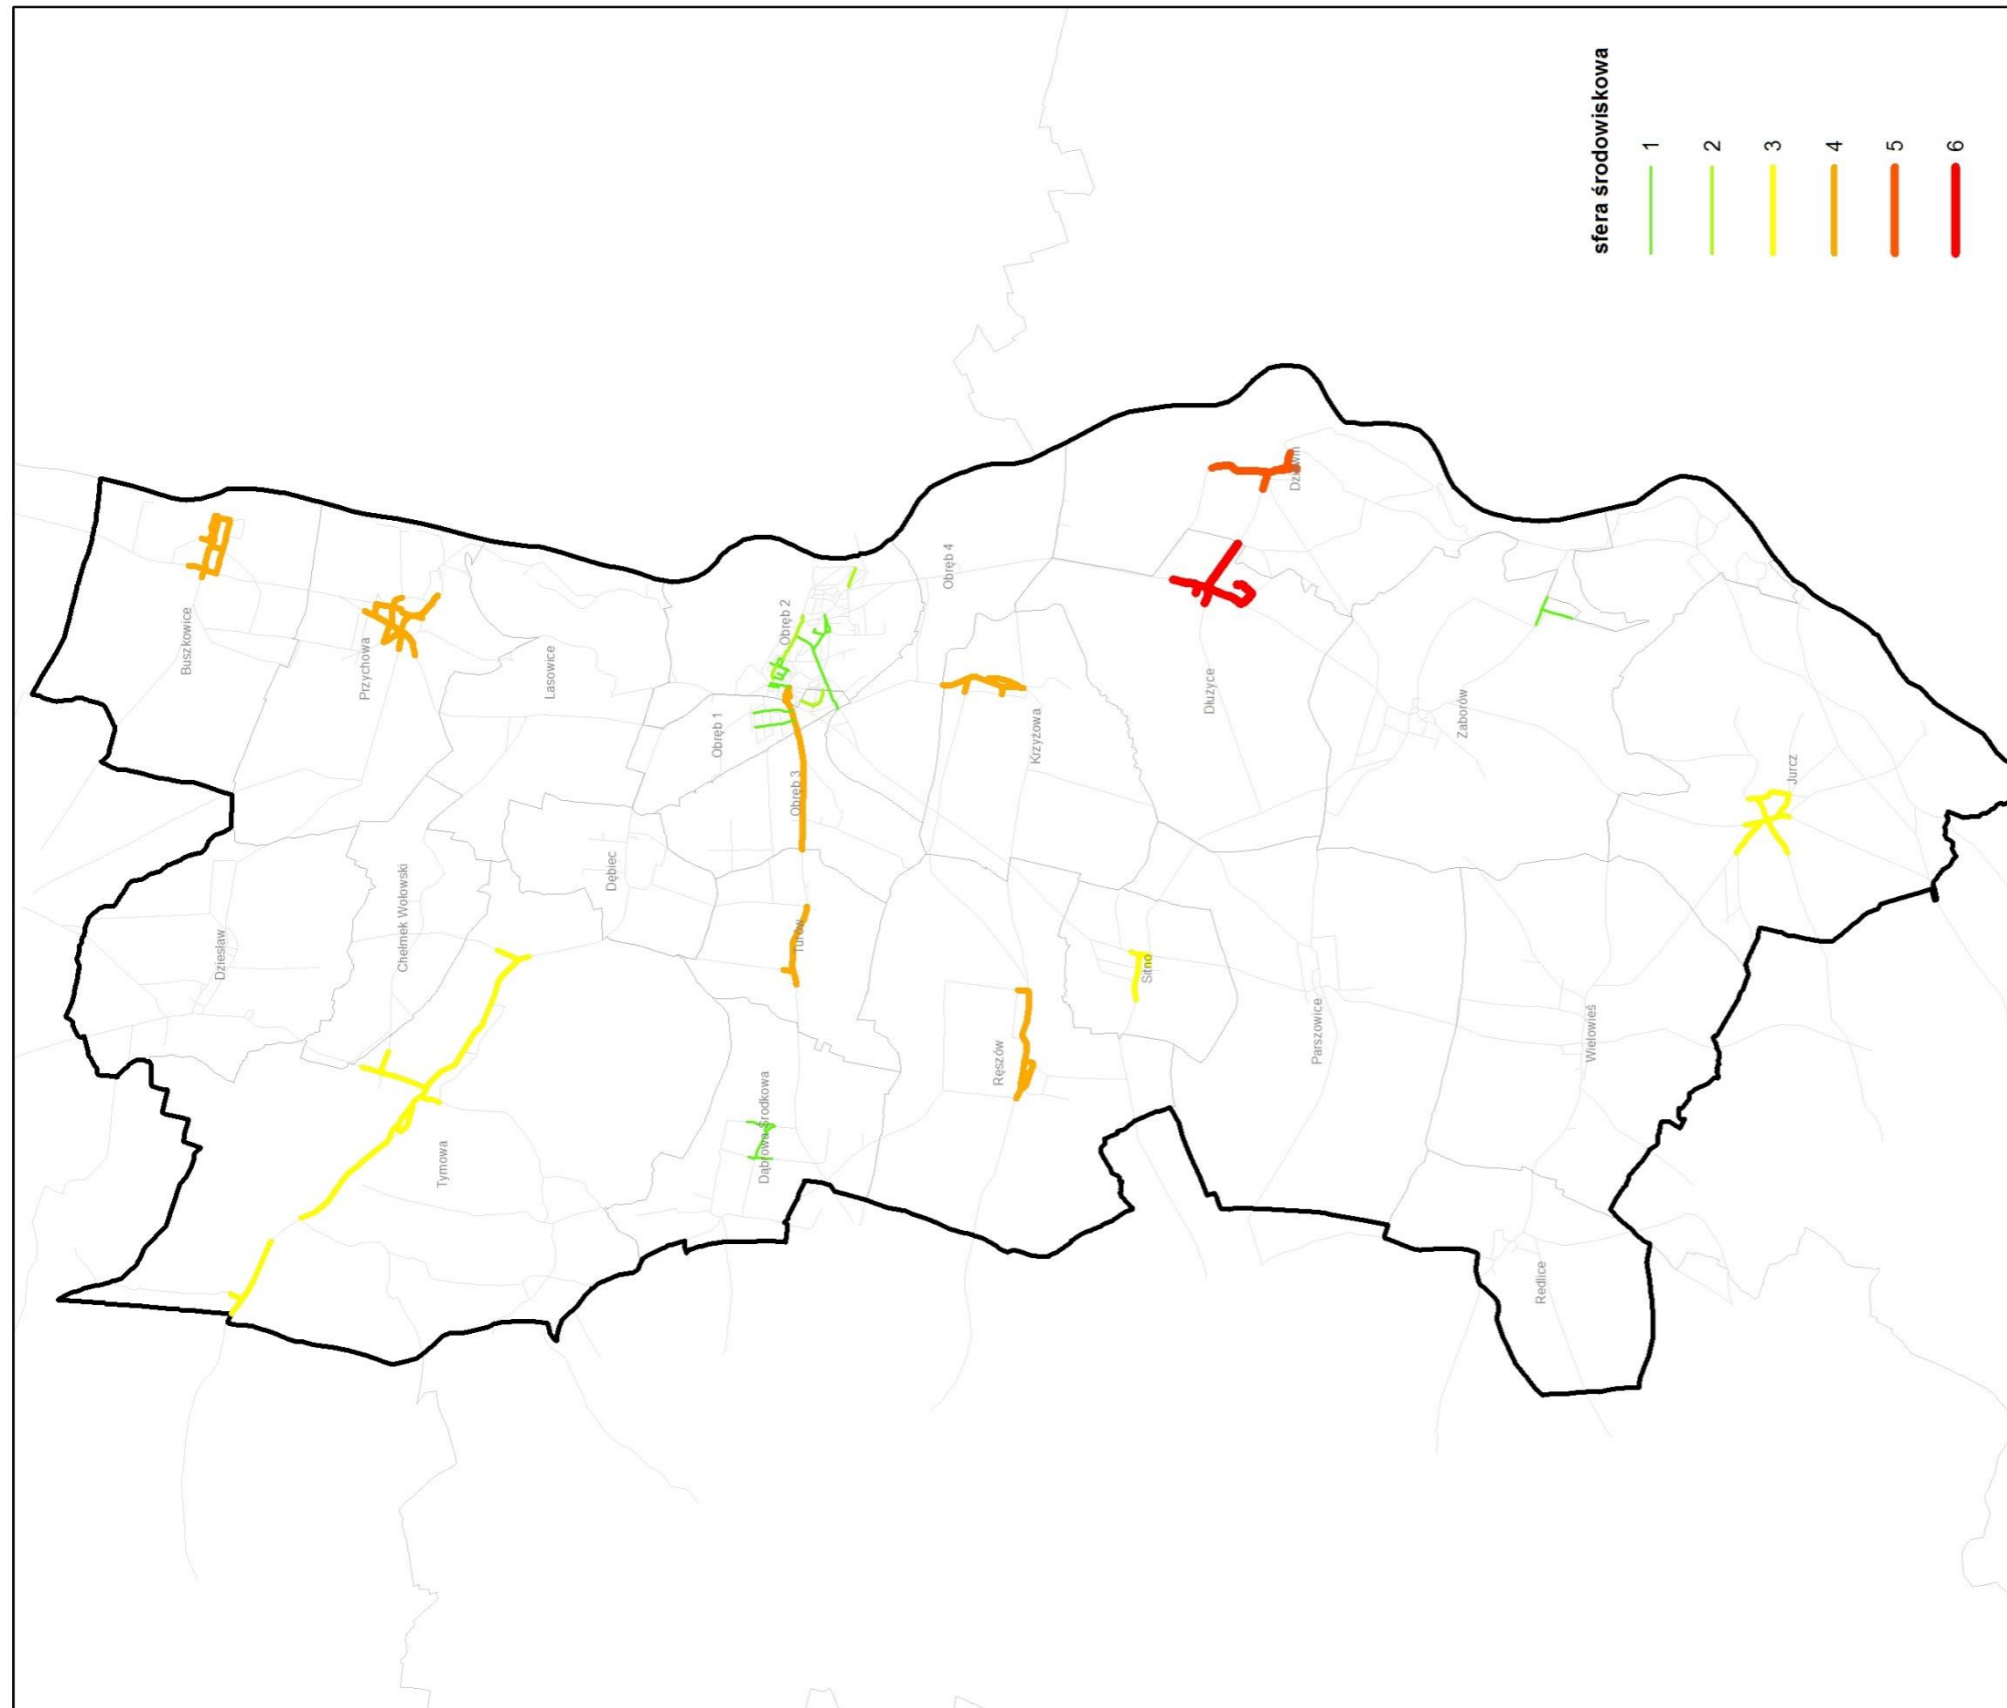 sfera środowiskowa
1
2
3
4
5
6
Buszkowice
Przychowa
Lasowice
Dziesław
Chełmek Wołowski
Dębiec
Tymowa
Obręb 1
Obręb 2
Obręb 3
Obręb 4
Turów
Dąbrowa Środkowa
Krzyżowa
Ręszów
Sitno
Dłużyce
Dziewin
Parszowice
Zaborów
Wielowieś
Redlice
Jurcz